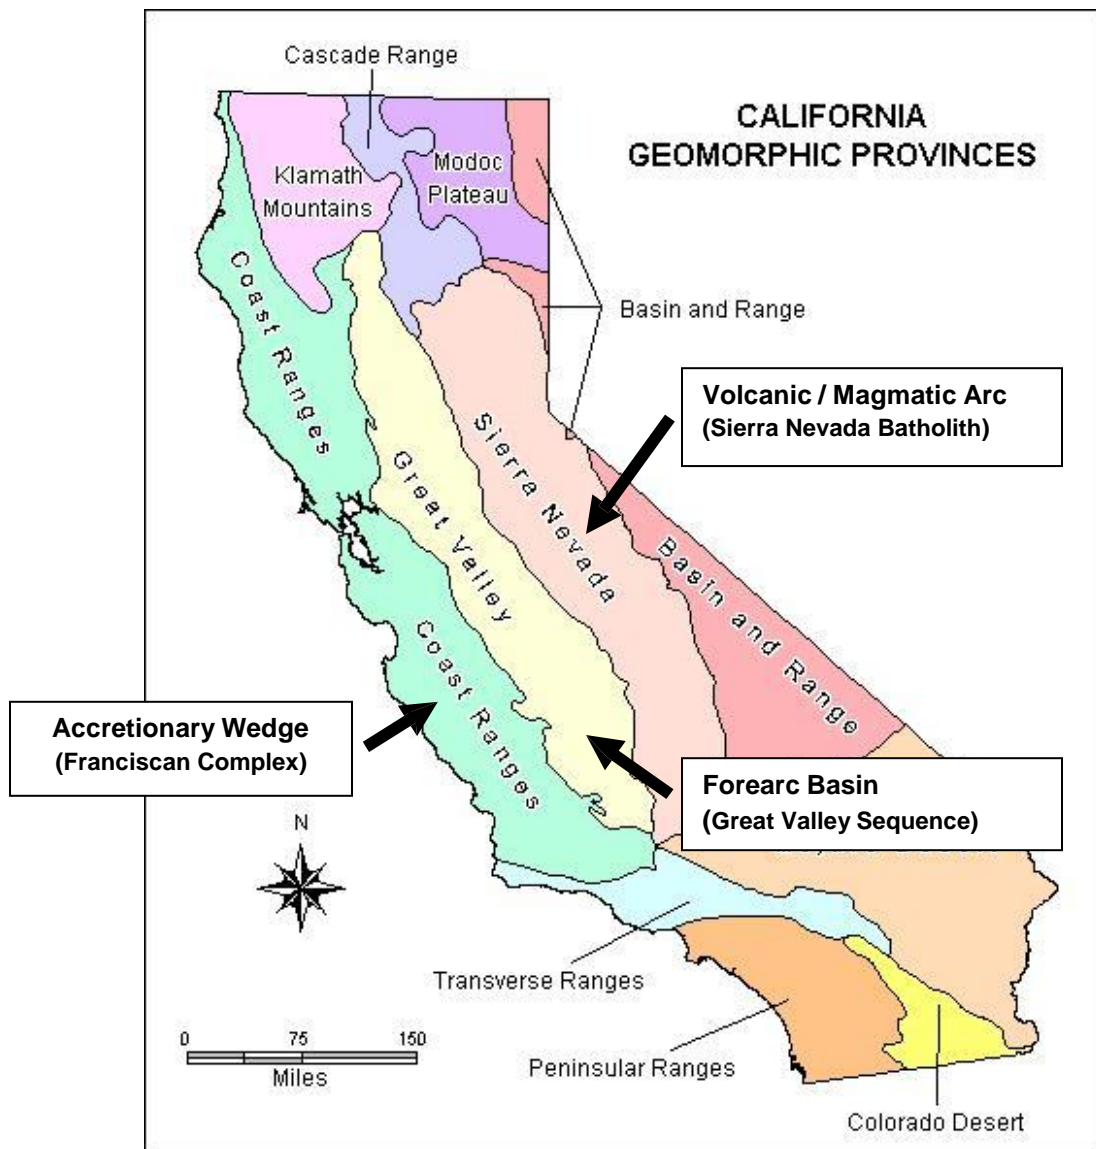 Cascade Range
CALIFORNIA
GEOMORPHIC PROVINCES
Klamath
Mountains
Modoc
Plateau
Coast Ranges
Basin and Range
Volcanic / Magmatic Arc
(Sierra Nevada Batholith)
Sierra Nevada
Great Valley
Basin and Range
Coast Ranges
Accretionary Wedge
(Franciscan Complex)
Forearc Basin
(Great Valley Sequence)
N
Transverse Ranges
0 75 150
Miles
Peninsular Ranges
Colorado Desert